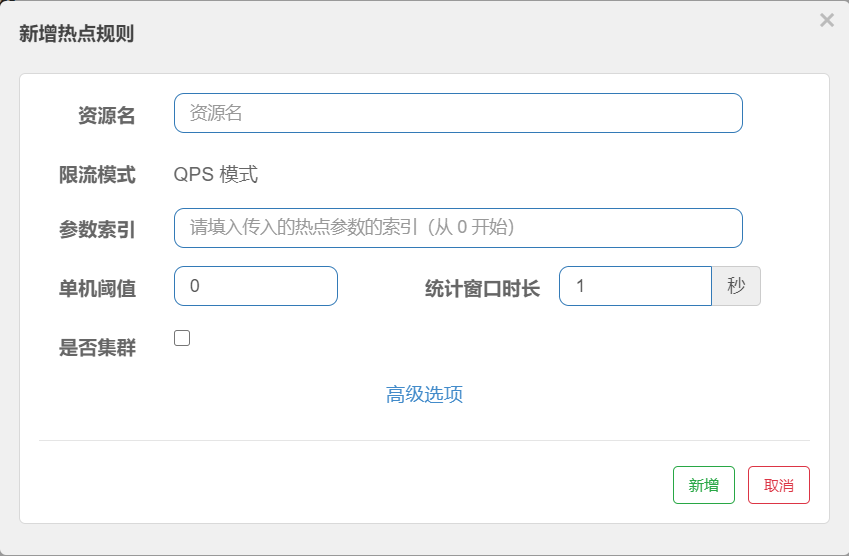 新增热点规则
×
资源名 资源名
限流模式 QPS 模式
参数索引 请填入传入的热点参数的索引（从 0 开始）
单机阈值 0 统计窗口时长 1 秒
是否集群
高级选项
新增 取消